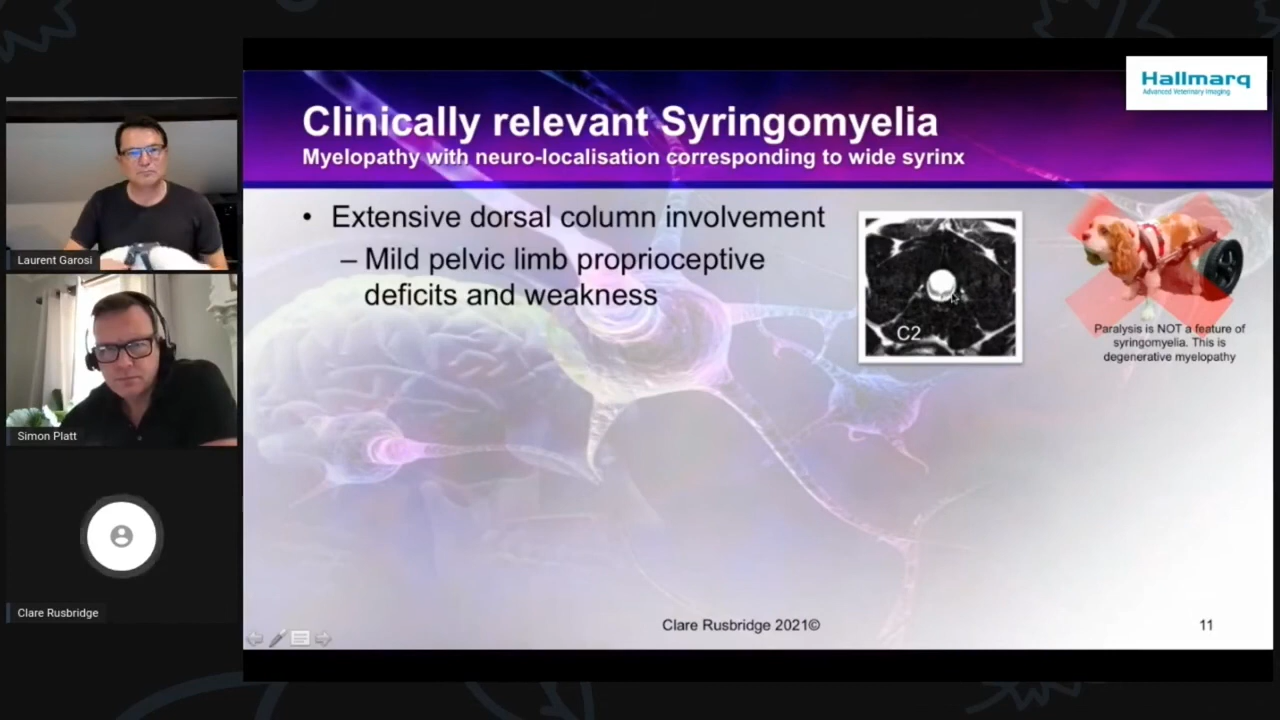 Hallmarq
Advanced Veterinary Imaging
Clinically relevant Syringomyelia
Myelopathy with neuro-localisation corresponding to wide syrinx
• Extensive dorsal column involvement
– Mild pelvic limb proprioceptive
deficits and weakness
C2
Paralysis is NOT a feature of
syringomyelia. This is
degenerative myelopathy
Laurent Garosi
Simon Platt
Clare Rusbridge
Clare Rusbridge 2021©
11